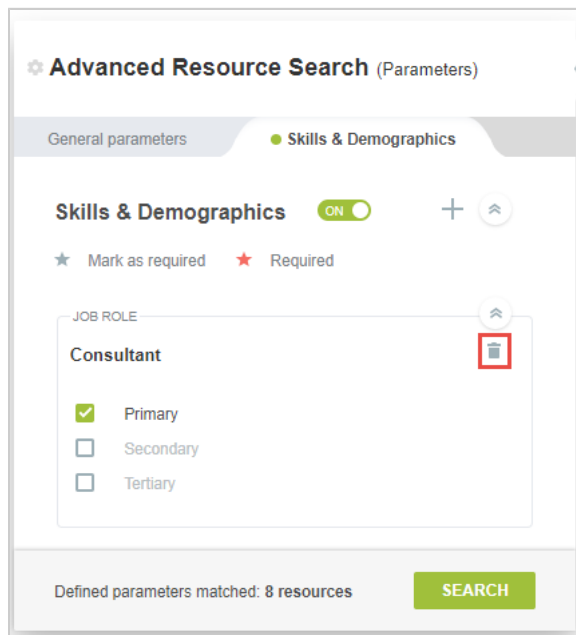 Advanced Resource Search (Parameters)
General parameters
Skills & Demographics
Skills & Demographics
ON
Mark as required
Required
JOB ROLE
Consultant
Primary
Secondary
Tertiary
Defined parameters matched: 8 resources
SEARCH